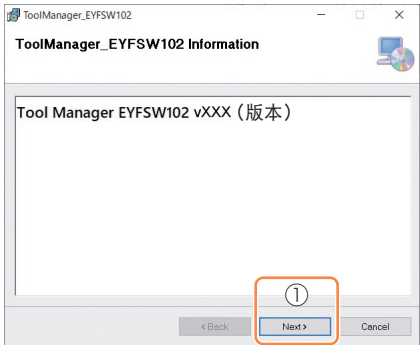 ToolManager_EYFSW102
ToolManager_EYFSW102 Information
Tool Manager EYFSW102 vXXX（版本）
①
<Back Next> Cancel